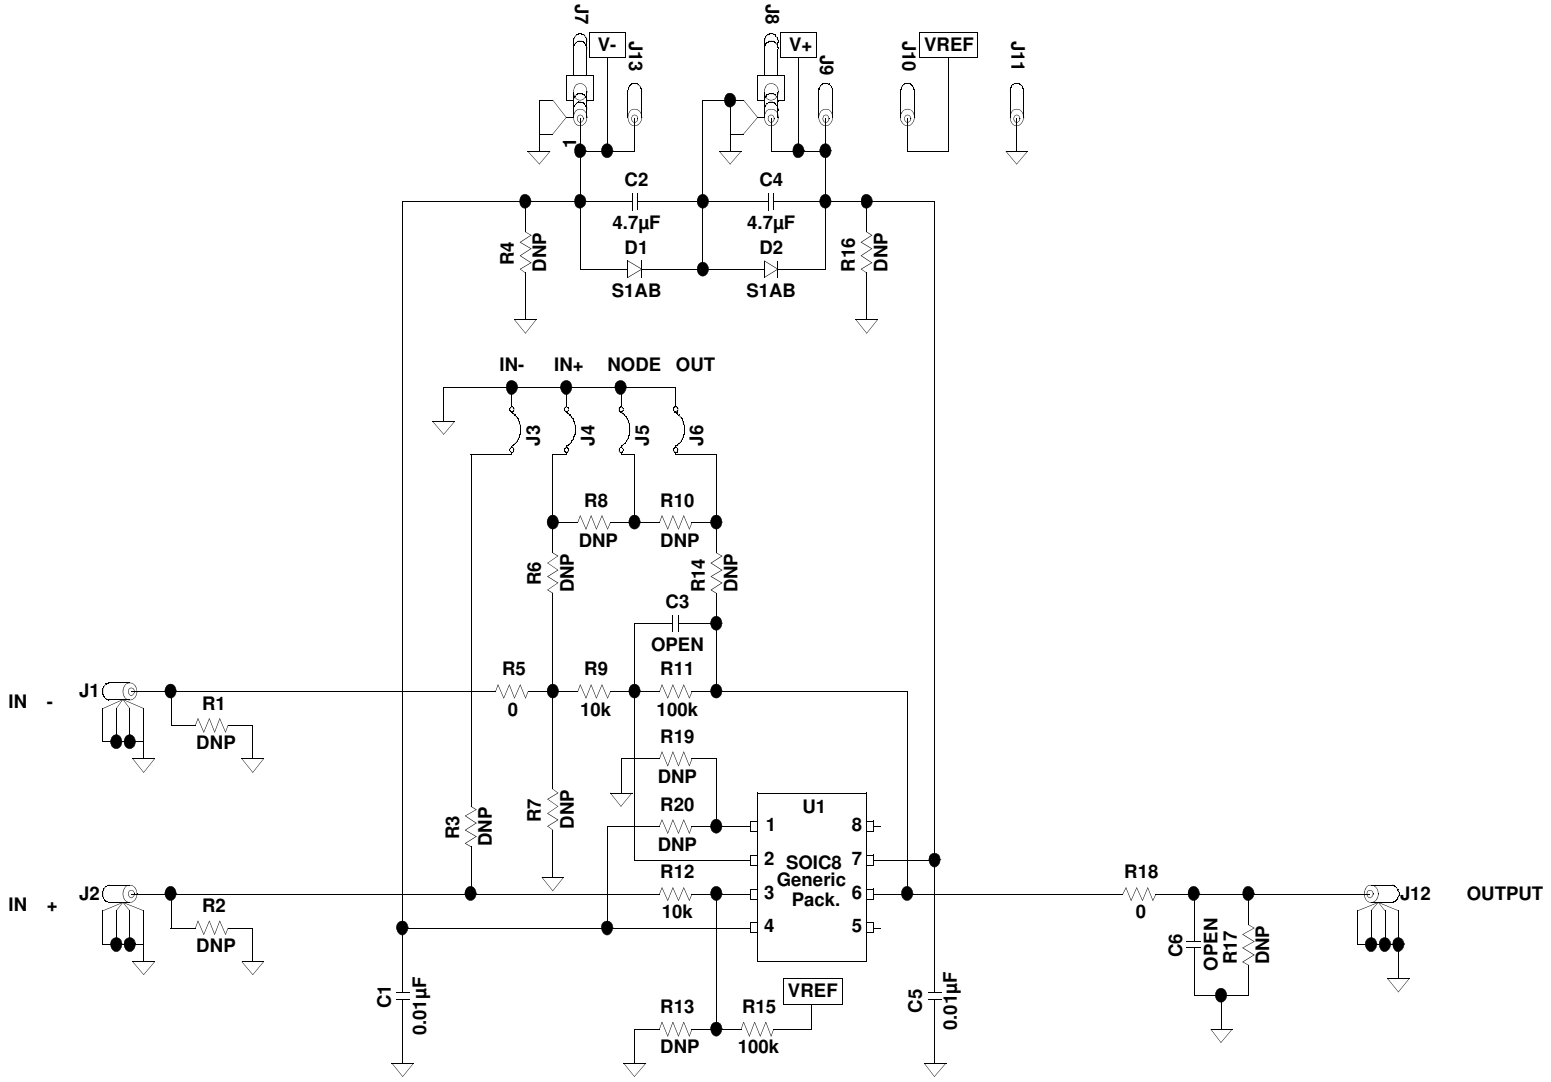 J7
V-
J13
J8
V+
J9
J10
VREF
J11
1
C2
4.7µF
C4
4.7µF
R4
DNP
D1
S1AB
D2
S1AB
R16
DNP
IN- IN+ NODE OUT
J3
J4
J5
J6
R8
DNP
R10
DNP
R6
DNP
R14
DNP
C3
OPEN
IN -
J1
R1
DNP
R5
0
R9
10k
R11
100k
R19
DNP
R3
DNP
R7
DNP
R20
DNP
U1
SOIC8
Generic
Pack.
1
2
3
4
8
7
6
5
IN +
J2
R2
DNP
R12
10k
R18
0
J12
OUTPUT
C6
OPEN
R17
DNP
C1
0.01µF
R13
DNP
R15
100k
VREF
C5
0.01µF